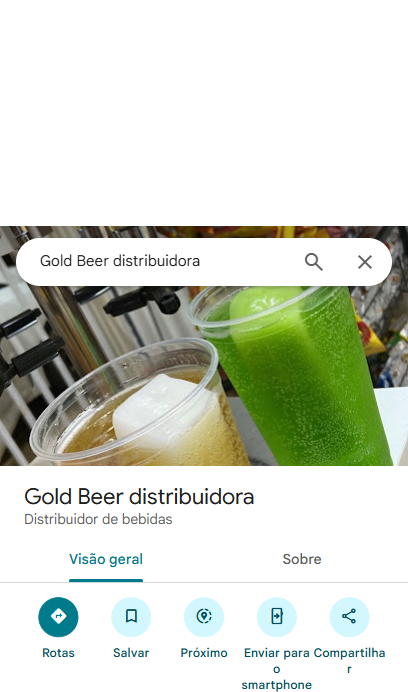 Gold Beer distribuidora
Gold Beer distribuidora
Distribuidor de bebidas
Visão geral
Sobre
Rotas
Salvar
Próximo
Enviar para o smartphone
Compartilhar